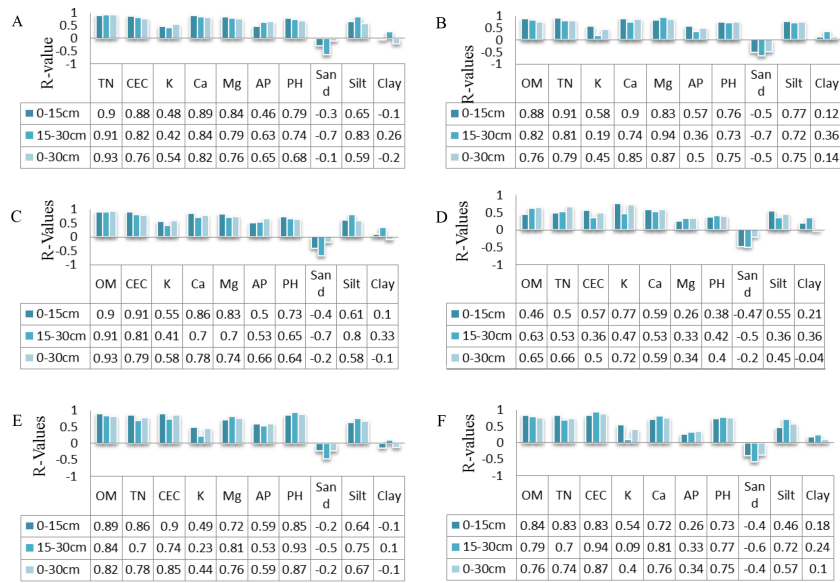 A
R-value
1
0.5
0
-0.5
-1
TN CEC K Ca Mg AP PH San d Silt Clay
0-15cm 0.9 0.88 0.48 0.89 0.84 0.46 0.79 -0.3 0.65 -0.1
15-30cm 0.91 0.82 0.42 0.84 0.79 0.63 0.74 -0.7 0.83 0.26
0-30cm 0.93 0.76 0.54 0.82 0.76 0.65 0.68 -0.1 0.59 -0.2
B
R-values
1
0.5
0
-0.5
-1
OM TN K Ca Mg AP PH San d Silt Clay
0-15cm 0.88 0.91 0.58 0.9 0.83 0.57 0.76 -0.5 0.77 0.12
15-30cm 0.82 0.81 0.19 0.74 0.94 0.36 0.73 -0.7 0.72 0.36
0-30cm 0.76 0.79 0.45 0.85 0.87 0.5 0.75 -0.5 0.75 0.14
C
R-Values
1
0.5
0
-0.5
-1
OM CEC K Ca Mg AP PH San d Silt Clay
0-15cm 0.9 0.91 0.55 0.86 0.83 0.5 0.73 -0.4 0.61 0.1
15-30cm 0.91 0.81 0.41 0.7 0.7 0.53 0.65 -0.7 0.8 0.33
0-30cm 0.93 0.79 0.58 0.78 0.74 0.66 0.64 -0.2 0.58 -0.1
D
R-Values
1
0.5
0
-0.5
-1
OM TN CEC K Ca Mg PH San d Silt Clay
0-15cm 0.46 0.5 0.57 0.77 0.59 0.26 0.38 -0.47 0.55 0.21
15-30cm 0.63 0.53 0.36 0.47 0.53 0.33 0.42 -0.5 0.36 0.36
0-30cm 0.65 0.66 0.5 0.72 0.59 0.34 0.4 -0.2 0.45 -0.04
E
R-Values
1
0.5
0
-0.5
-1
OM TN CEC K Mg AP PH San d Silt Clay
0-15cm 0.89 0.86 0.9 0.49 0.72 0.59 0.85 -0.2 0.64 -0.1
15-30cm 0.84 0.7 0.74 0.23 0.81 0.53 0.93 -0.5 0.75 0.1
0-30cm 0.82 0.78 0.85 0.44 0.76 0.59 0.87 -0.2 0.67 -0.1
F
R-Values
1
0.5
0
-0.5
-1
OM TN CEC K Ca AP PH San d Silt Clay
0-15cm 0.84 0.83 0.83 0.54 0.72 0.26 0.73 -0.4 0.46 0.18
15-30cm 0.79 0.7 0.94 0.09 0.81 0.33 0.77 -0.6 0.72 0.24
0-30cm 0.76 0.74 0.87 0.4 0.76 0.34 0.75 -0.4 0.57 0.1